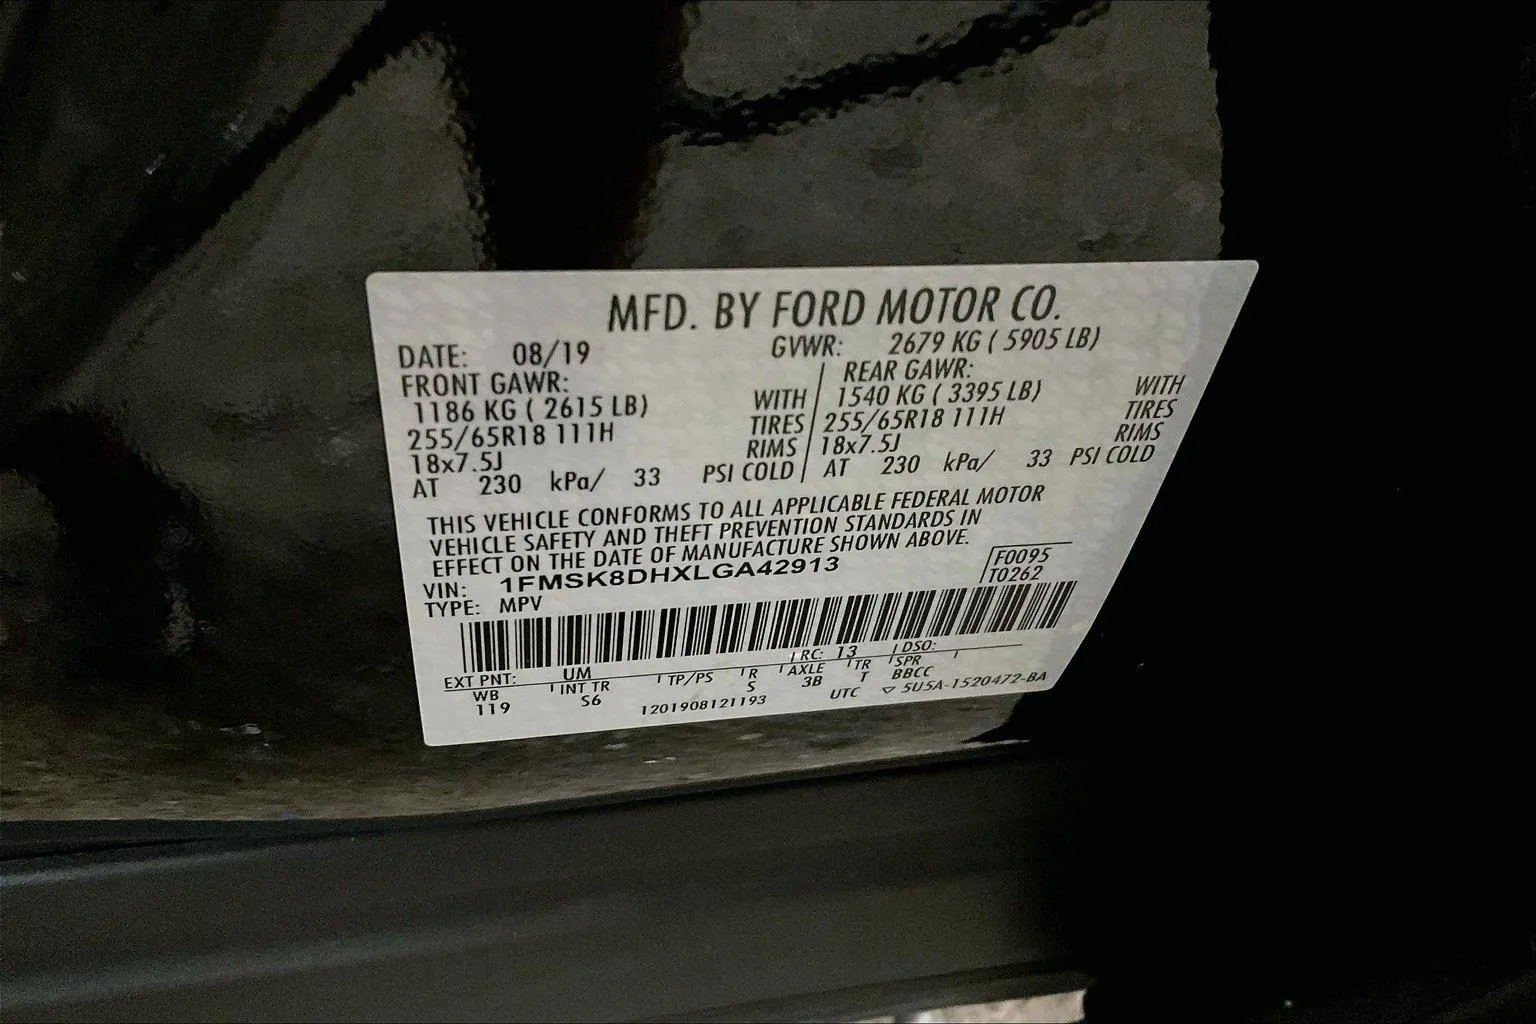 MFD. BY FORD MOTOR CO.
DATE: 08/19 GVWR: 2679 KG ( 5905 LB)
FRONT GAWR: REAR GAWR:
1186 KG ( 2615 LB) WITH 1540 KG ( 3395 LB) WITH
255/65R18 111H TIRES 255/65R18 111H TIRES
18x7.5J RIMS 18x7.5J RIMS
AT 230 kPa/ 33 PSI COLD AT 230 kPa/ 33 PSI COLD
THIS VEHICLE CONFORMS TO ALL APPLICABLE FEDERAL MOTOR
VEHICLE SAFETY AND THEFT PREVENTION STANDARDS IN
EFFECT ON THE DATE OF MANUFACTURE SHOWN ABOVE.
VIN: 1FMSK8DHXLGA42913 F0095
TYPE: MPV T0262
EXT PNT: UM RC: 13 DSO:
WB INT TR TP/PS R AXLE TR SPR
119 S6 S 3B T BBCC
1201908121193 UTC ▽ 5U5A-1520472-BA